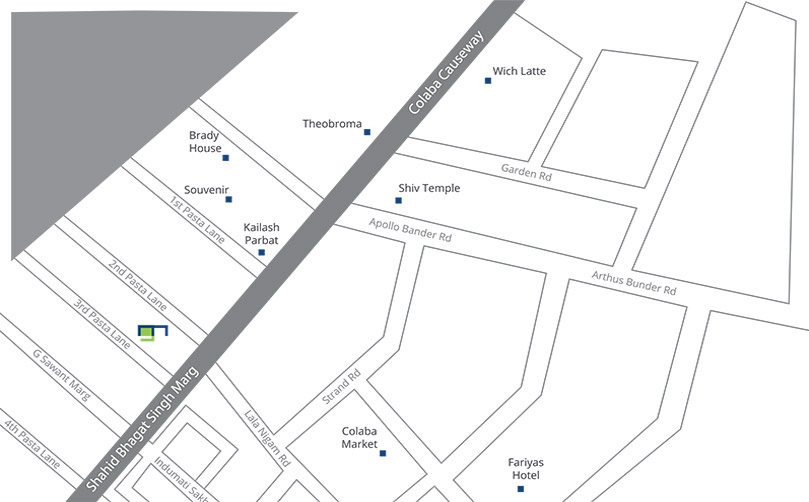 Colaba Causeway
Wich Latte
Theobroma
Brady
House
Garden Rd
Souvenir
Shiv Temple
1st Pasta Lane
Kailash
Parbat
Apollo Bander Rd
2nd Pasta Lane
Arthus Bunder Rd
3rd Pasta Lane
G Sawant Marg
Shahid Bhagat Singh Marg
Strand Rd
Lala Nigam Rd
4th Pasta Lane
Colaba
Market
Indumati Sakh
Fariyas
Hotel